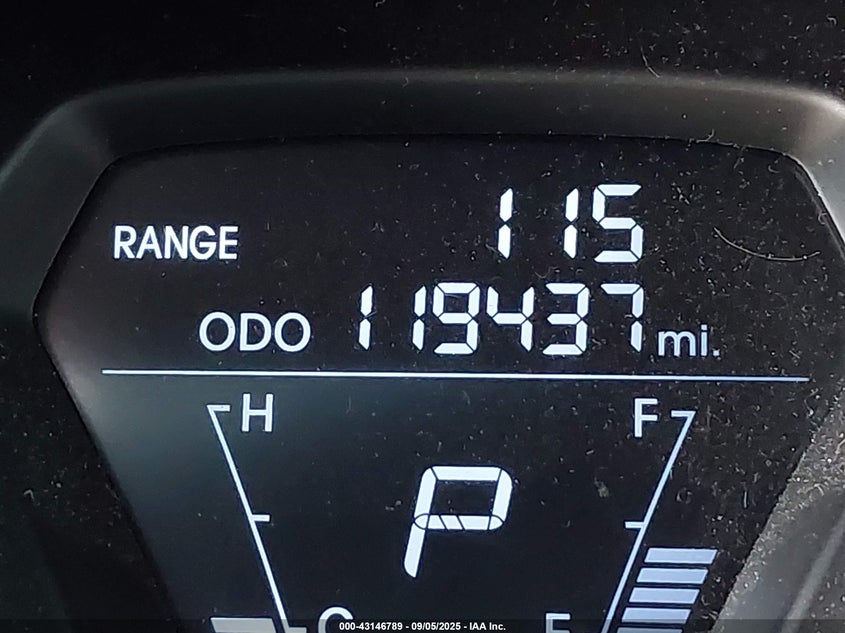 RANGE 115
ODO 119437 mi.
H F
P
C E
000-43146789 - 09/05/2025 - IAA Inc.